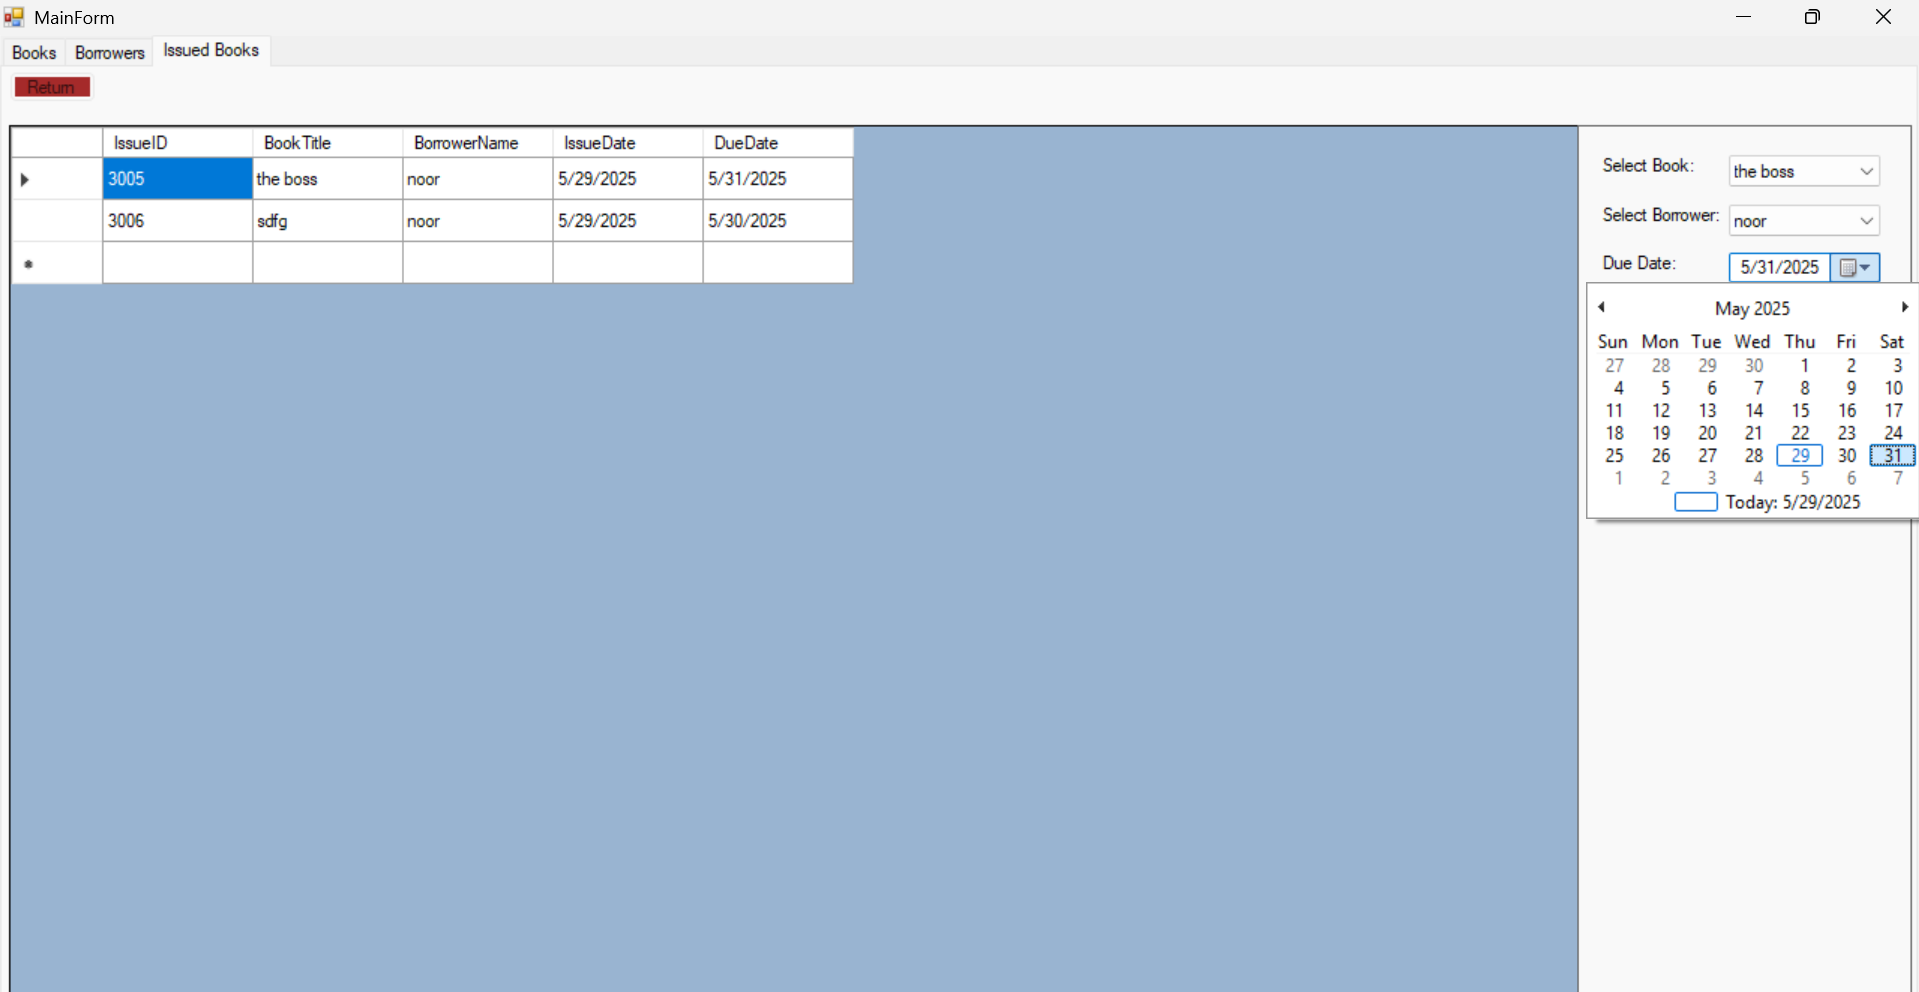 MainForm
Books Borrowers Issued Books
Return
IssueID BookTitle BorrowerName IssueDate DueDate
3005 the boss noor 5/29/2025 5/31/2025
3006 sdfg noor 5/29/2025 5/30/2025
Select Book: the boss
Select Borrower: noor
Due Date: 5/31/2025
May 2025
Sun Mon Tue Wed Thu Fri Sat
27 28 29 30 1 2 3
4 5 6 7 8 9 10
11 12 13 14 15 16 17
18 19 20 21 22 23 24
25 26 27 28 29 30 31
1 2 3 4 5 6 7
Today: 5/29/2025